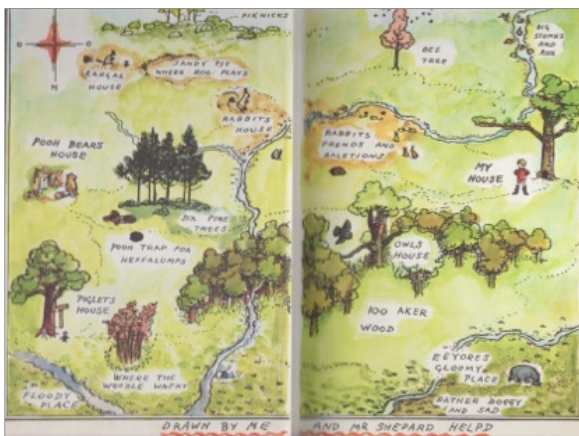 PIKNICKS
P
O
O
H
KANGAS
HOUSE
SANDY PIT
WHERE ROO PLAYS
RABBITS
HOUSE
POOH BEARS
HOUSE
SIX PINE
TREES
POOH TRAP FOR
HEFFALUMPS
PIGLETS
HOUSE
WHERE THE
WOOZLE WASNT
FLOODY
PLACE
BEE
TREE
BIG
STONES
AND
ROX
RABBITS
FRENDS AND
RALETIONS
MY
HOUSE
OWLS
HOUSE
100 AKER
WOOD
EEYORES
GLOOMY
PLACE
RATHER BOGGY
AND SAD
DRAWN BY ME AND MR SHEPARD HELPD